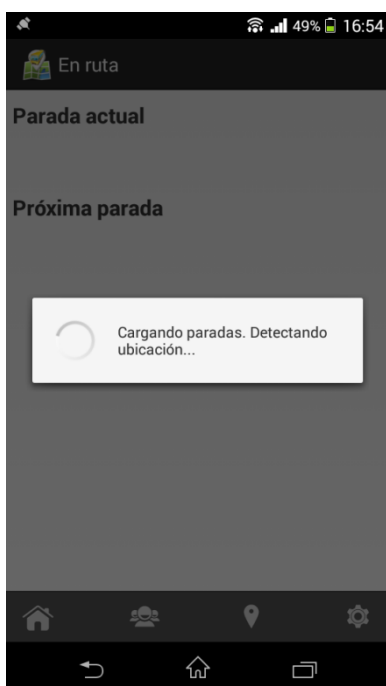 49% 16:54
En ruta
Parada actual
Próxima parada
Cargando paradas. Detectando
ubicación...